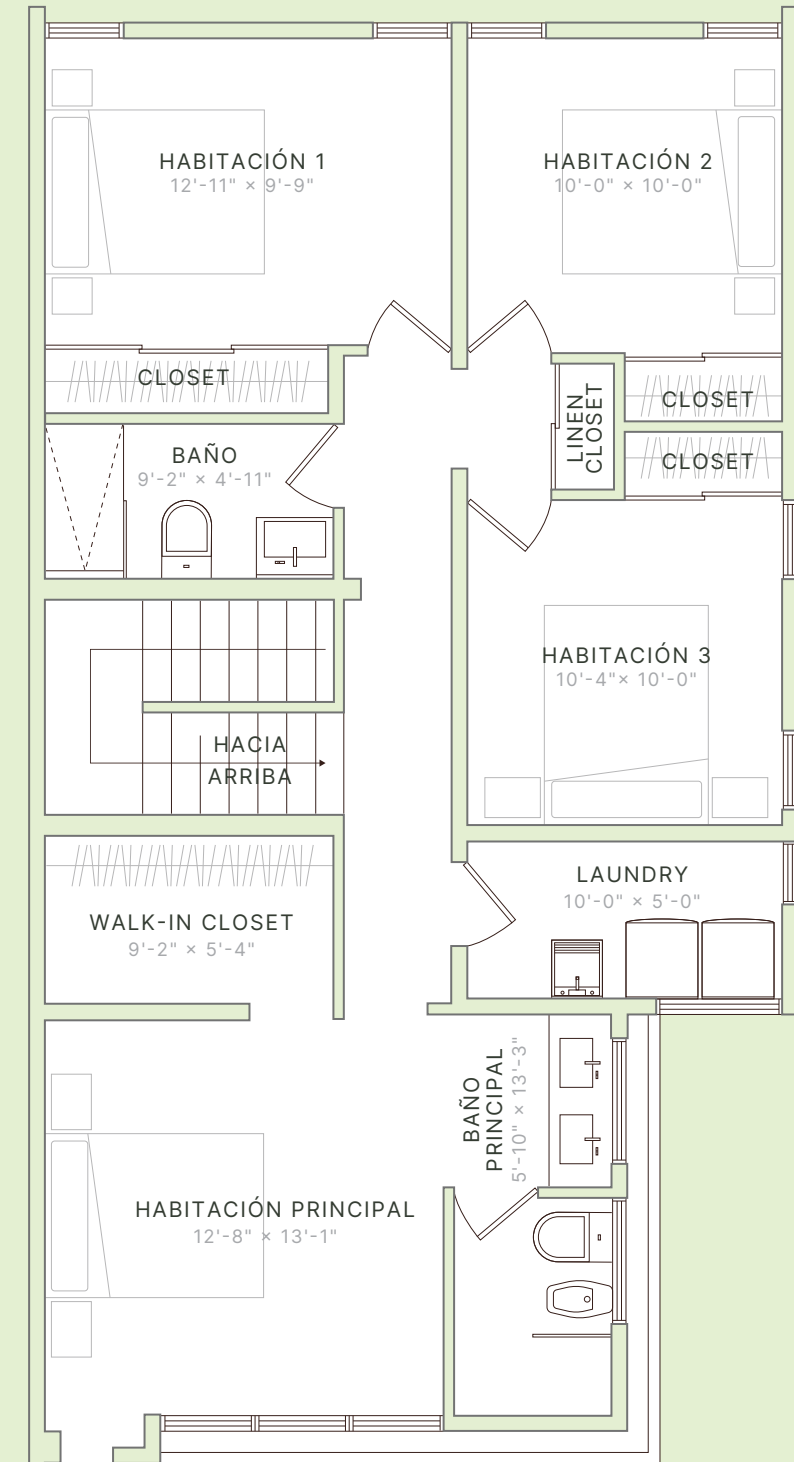 HABITACIÓN 1
12'-11" × 9'-9"
HABITACIÓN 2
10'-0" × 10'-0"
CLOSET
LINEN
CLOSET
CLOSET
CLOSET
BAÑO
9'-2" × 4'-11"
HABITACIÓN 3
10'-4"× 10'-0"
HACIA
ARRIBA
LAUNDRY
10'-0" × 5'-0"
WALK-IN CLOSET
9'-2" × 5'-4"
BAÑO
PRINCIPAL
5'-10" × 13'-3"
HABITACIÓN PRINCIPAL
12'-8" × 13'-1"